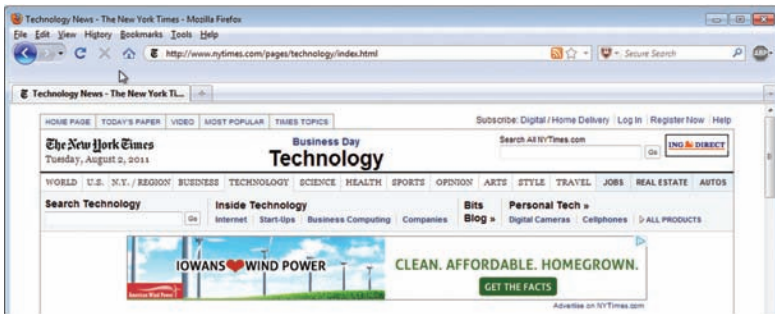 Technology News - The New York Times - Mozilla Firefox
File Edit View History Bookmarks Tools Help
http://www.nytimes.com/pages/technology/index.html
Secure Search
ABP
Technology News - The New York Ti...
HOME PAGE TODAY'S PAPER VIDEO MOST POPULAR TIMES TOPICS
Subscribe: Digital / Home Delivery Log In Register Now Help
The New York Times
Tuesday, August 2, 2011
Business Day
Technology
Search All NYTimes.com
Go
ING DIRECT
WORLD U.S. N.Y. / REGION BUSINESS TECHNOLOGY SCIENCE HEALTH SPORTS OPINION ARTS STYLE TRAVEL JOBS REAL ESTATE AUTOS
Search Technology
Go
Inside Technology
Internet Start-Ups Business Computing Companies
Bits
Blog »
Personal Tech »
Digital Cameras Cellphones ALL PRODUCTS
IOWANS WIND POWER
American Wind Power
CLEAN. AFFORDABLE. HOMEGROWN.
GET THE FACTS
Advertise on NYTimes.com